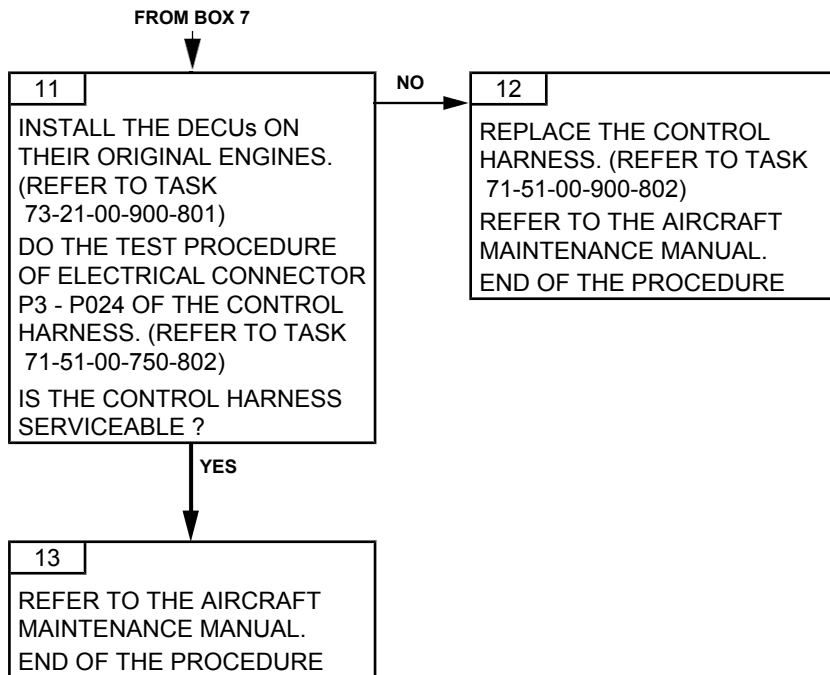 FROM BOX 7
11
INSTALL THE DECUs ON
THEIR ORIGINAL ENGINES.
(REFER TO TASK
73-21-00-900-801)
DO THE TEST PROCEDURE
OF ELECTRICAL CONNECTOR
P3 - P024 OF THE CONTROL
HARNESS. (REFER TO TASK
71-51-00-750-802)
IS THE CONTROL HARNESS
SERVICEABLE ?
NO
12
REPLACE THE CONTROL
HARNESS. (REFER TO TASK
71-51-00-900-802)
REFER TO THE AIRCRAFT
MAINTENANCE MANUAL.
END OF THE PROCEDURE
YES
13
REFER TO THE AIRCRAFT
MAINTENANCE MANUAL.
END OF THE PROCEDURE